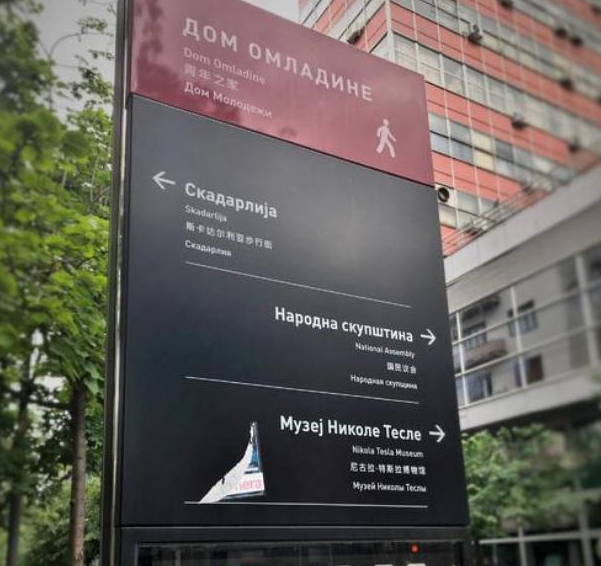 ДОМ ОМЛАДИНЕ
Dom Omladine
青年之家
Дом Молодежи
Скадарлија
Skadarlija
斯卡达尔利亚步行街
Скадарлия
Народна скупштина
National Assembly
国民议会
Народная скупщина
Музеј Николе Тесле
Nikola Tesla Museum
尼古拉·特斯拉博物馆
Музей Николы Теслы